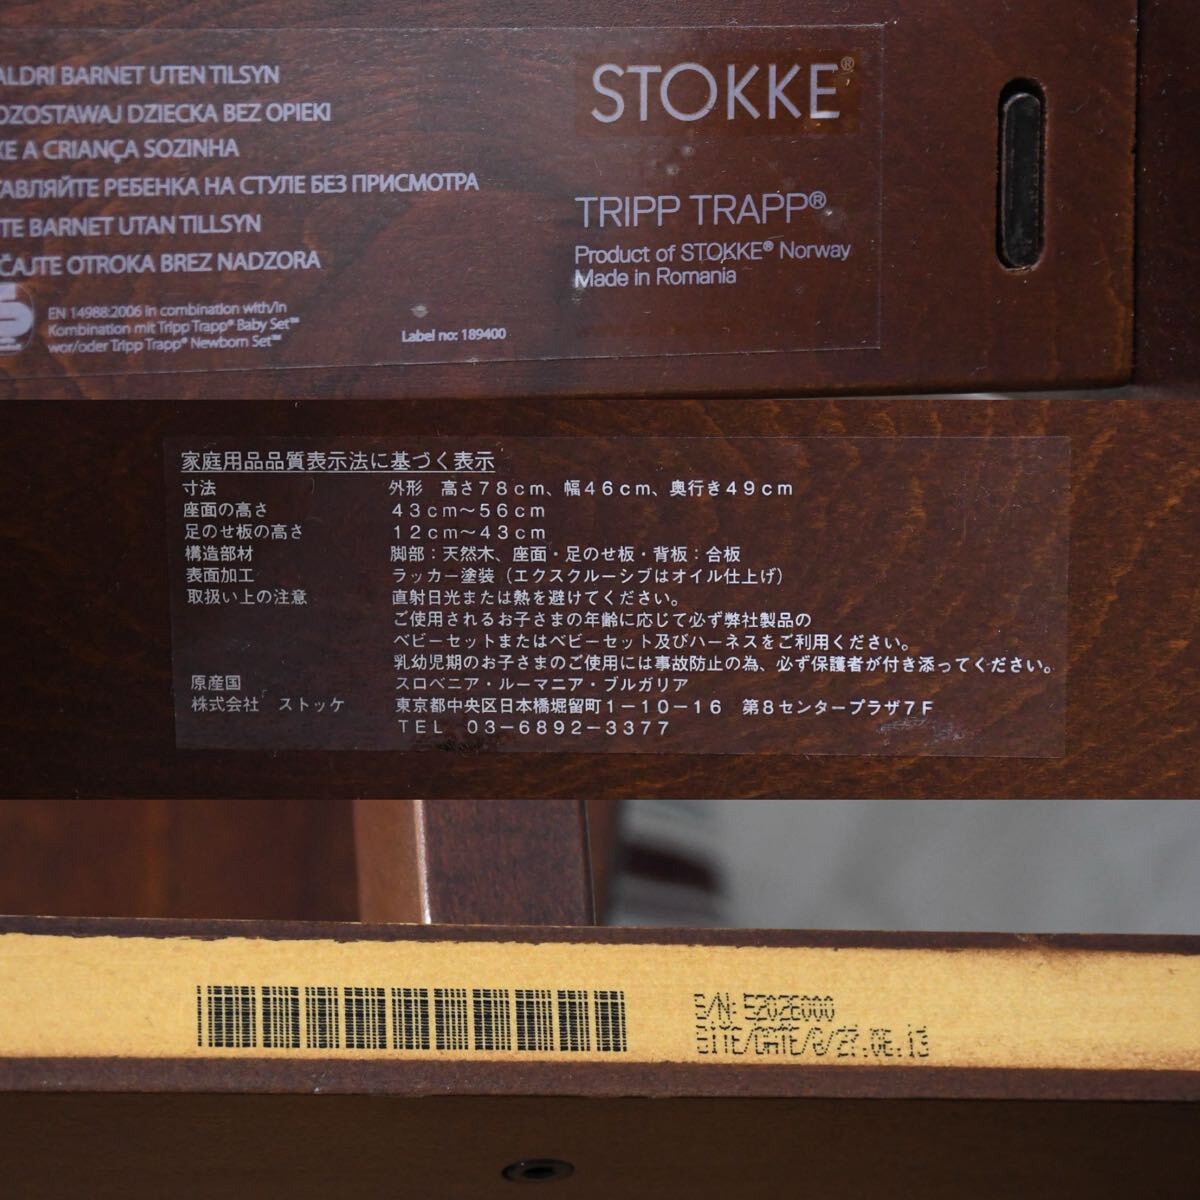 ALDRI BARNET UTEN TILSYN
OZOSTAWAJ DZIECKA BEZ OPIEKI
KE A CRIANÇA SOZINHA
ТАВЛЯЙТЕ РЕБЕНКА НА СТУЛЕ БЕЗ ПРИСМОТРА
TE BARNET UTAN TILLSYN
ČAJTE OTROKA BREZ NADZORA
EN 14988:2006 in combination with/in
Kombination mit Tripp Trapp® Baby Set™
wor/oder Tripp Trapp® Newborn Set™
Label no: 189400
STOKKE®
TRIPP TRAPP®
Product of STOKKE® Norway
Made in Romania
家庭用品品質表示法に基づく表示
寸法 外形 高さ78cm、幅46cm、奥行き49cm
座面の高さ 43cm~56cm
足のせ板の高さ 12cm~43cm
構造部材 脚部：天然木、座面・足のせ板・背板：合板
表面加工 ラッカー塗装（エクスクルーシブはオイル仕上げ）
取扱い上の注意 直射日光または熱を避けてください。
ご使用されるお子さまの年齢に応じて必ず弊社製品の
ベビーセットまたはベビーセット及びハーネスをご利用ください。
乳幼児期のお子さまのご使用には事故防止の為、必ず保護者が付き添ってください。
原産国 スロベニア・ルーマニア・ブルガリア
株式会社 ストッケ 東京都中央区日本橋堀留町1-10-16 第8センタープラザ7F
TEL 03-6892-3377
S/N: 5202E000
SITE/DATE/G/27.06.13